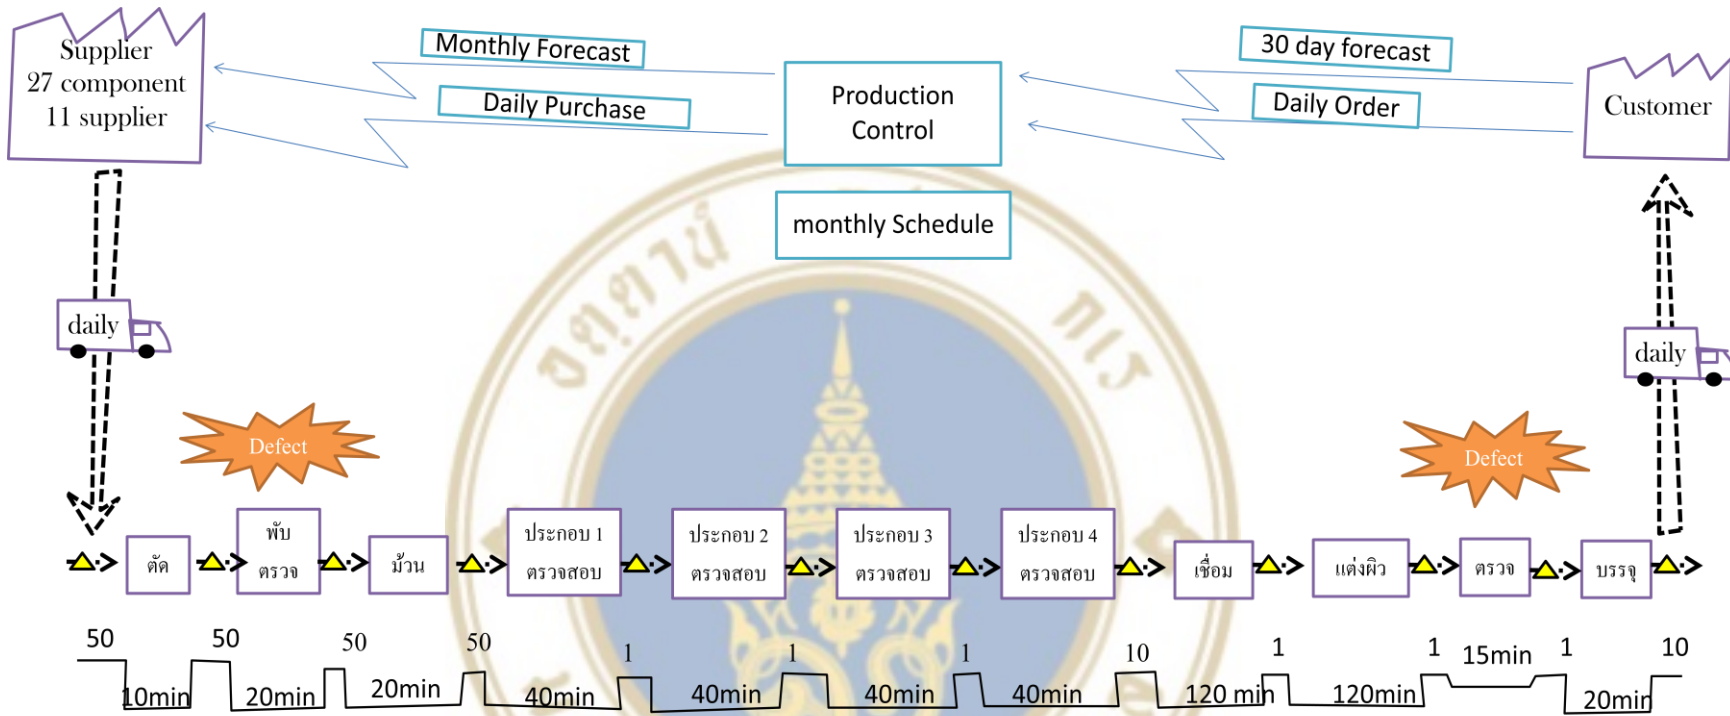 Supplier
27 component
11 supplier
Monthly Forecast
Daily Purchase
Production
Control
monthly Schedule
30 day forecast
Daily Order
Customer
daily
daily
Defect
Defect
ตัด
พับ
ตรวจ
ม้วน
ประกอบ 1
ตรวจสอบ
ประกอบ 2
ตรวจสอบ
ประกอบ 3
ตรวจสอบ
ประกอบ 4
ตรวจสอบ
เชื่อม
แต่งผิว
ตรวจ
บรรจุ
50 50 50 50 1 1 1 10 1 1 15min 1 10
10min 20min 20min 40min 40min 40min 40min 120 min 120min 20min